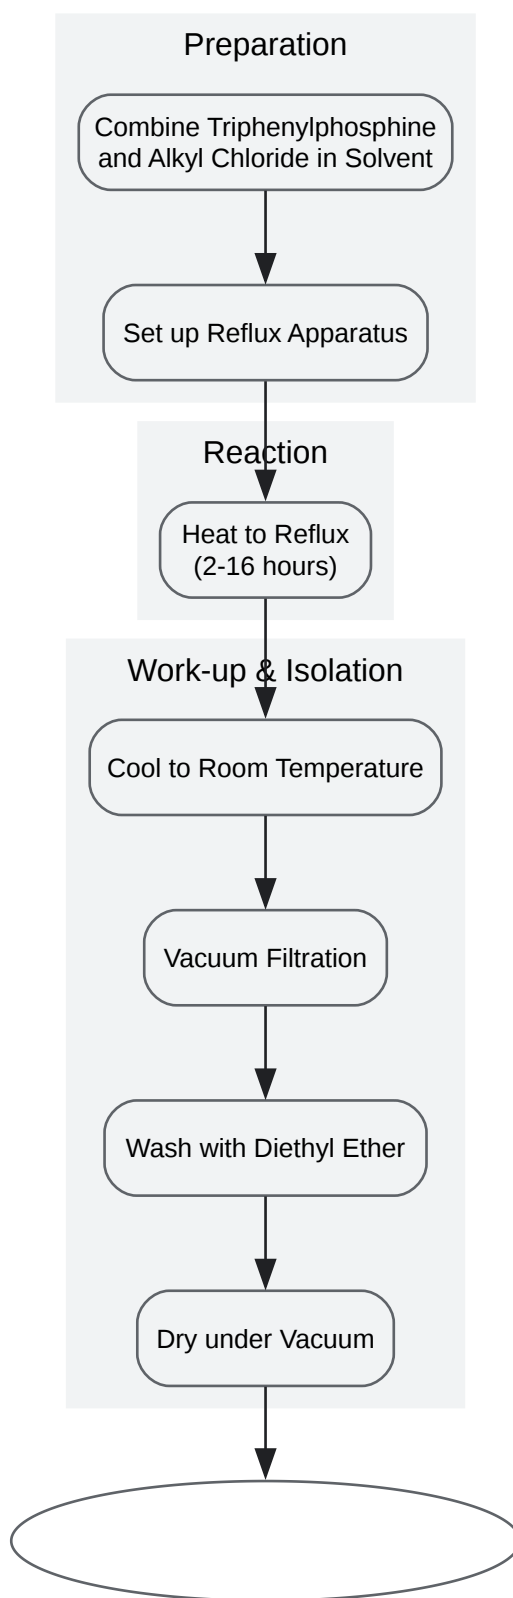 Preparation
Combine Triphenylphosphine
and Alkyl Chloride in Solvent
Set up Reflux Apparatus
Reaction
Heat to Reflux
(2-16 hours)
Work-up & Isolation
Cool to Room Temperature
Vacuum Filtration
Wash with Diethyl Ether
Dry under Vacuum